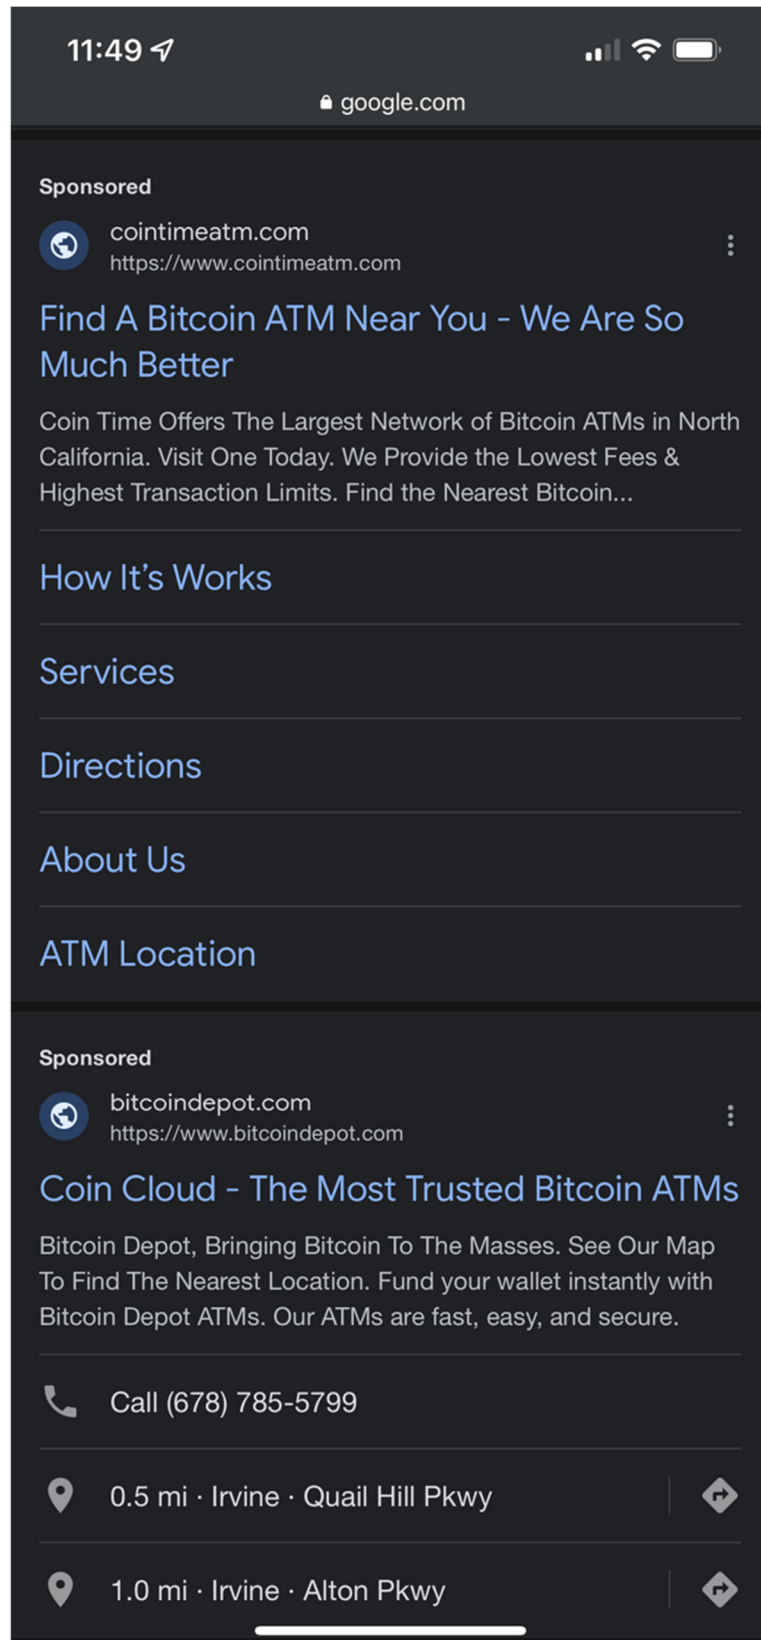 11:49
google.com
Sponsored
cointimeatm.com
https://www.cointimeatm.com
Find A Bitcoin ATM Near You - We Are So
Much Better
Coin Time Offers The Largest Network of Bitcoin ATMs in North
California. Visit One Today. We Provide the Lowest Fees &
Highest Transaction Limits. Find the Nearest Bitcoin...
How It’s Works
Services
Directions
About Us
ATM Location
Sponsored
bitcoindepot.com
https://www.bitcoindepot.com
Coin Cloud - The Most Trusted Bitcoin ATMs
Bitcoin Depot, Bringing Bitcoin To The Masses. See Our Map
To Find The Nearest Location. Fund your wallet instantly with
Bitcoin Depot ATMs. Our ATMs are fast, easy, and secure.
Call (678) 785-5799
0.5 mi · Irvine · Quail Hill Pkwy
1.0 mi · Irvine · Alton Pkwy